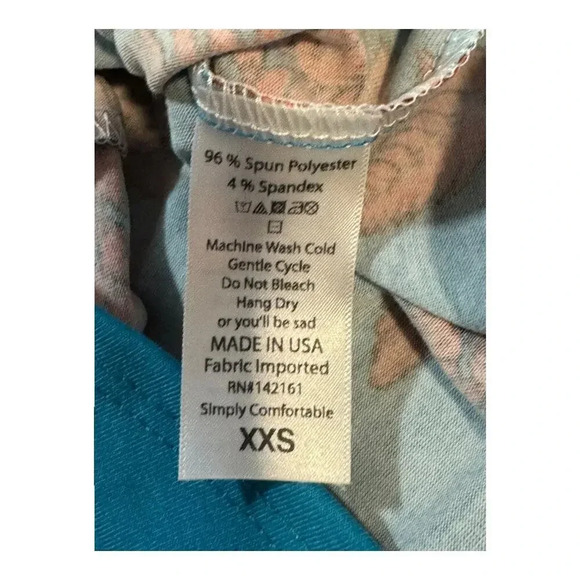 96 % Spun Polyester
4 % Spandex
Machine Wash Cold
Gentle Cycle
Do Not Bleach
Hang Dry
or you'll be sad
MADE IN USA
Fabric Imported
RN#142161
Simply Comfortable
XXS